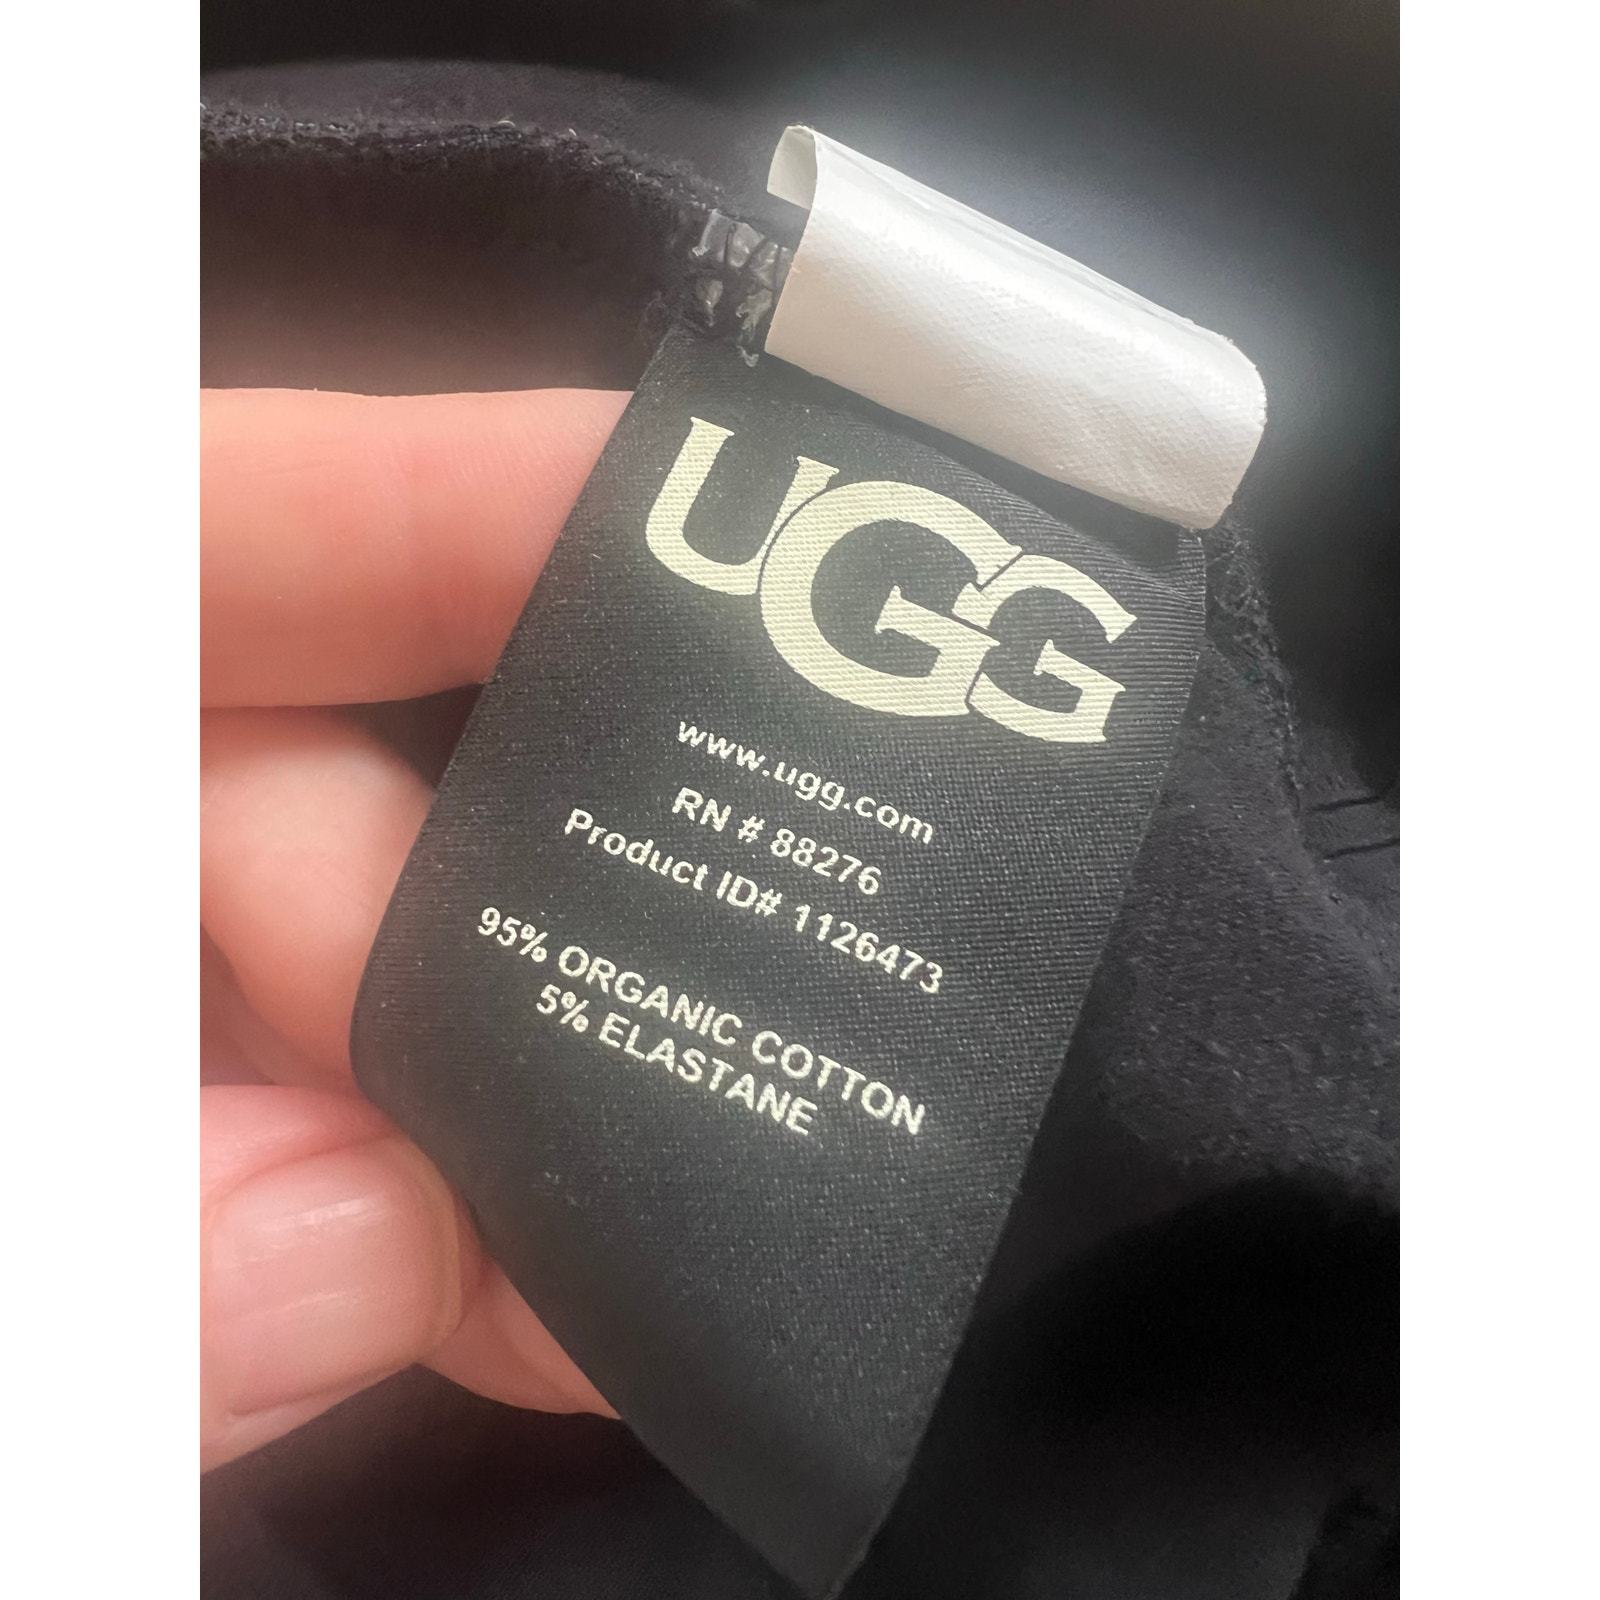 UGG
www.ugg.com
RN # 88276
Product ID# 1126473
95% ORGANIC COTTON
5% ELASTANE